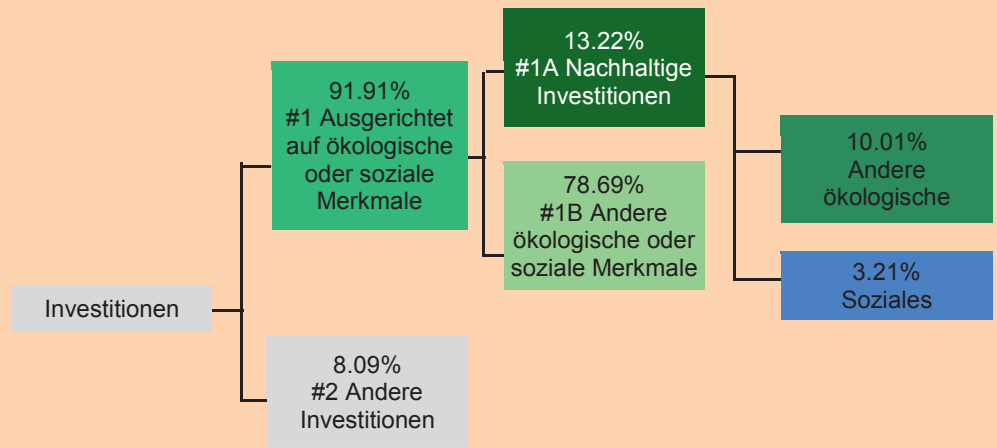 Investitionen
91.91%
#1 Ausgerichtet
auf ökologische
oder soziale
Merkmale
8.09%
#2 Andere
Investitionen
13.22%
#1A Nachhaltige
Investitionen
78.69%
#1B Andere
ökologische oder
soziale Merkmale
10.01%
Andere
ökologische
3.21%
Soziales